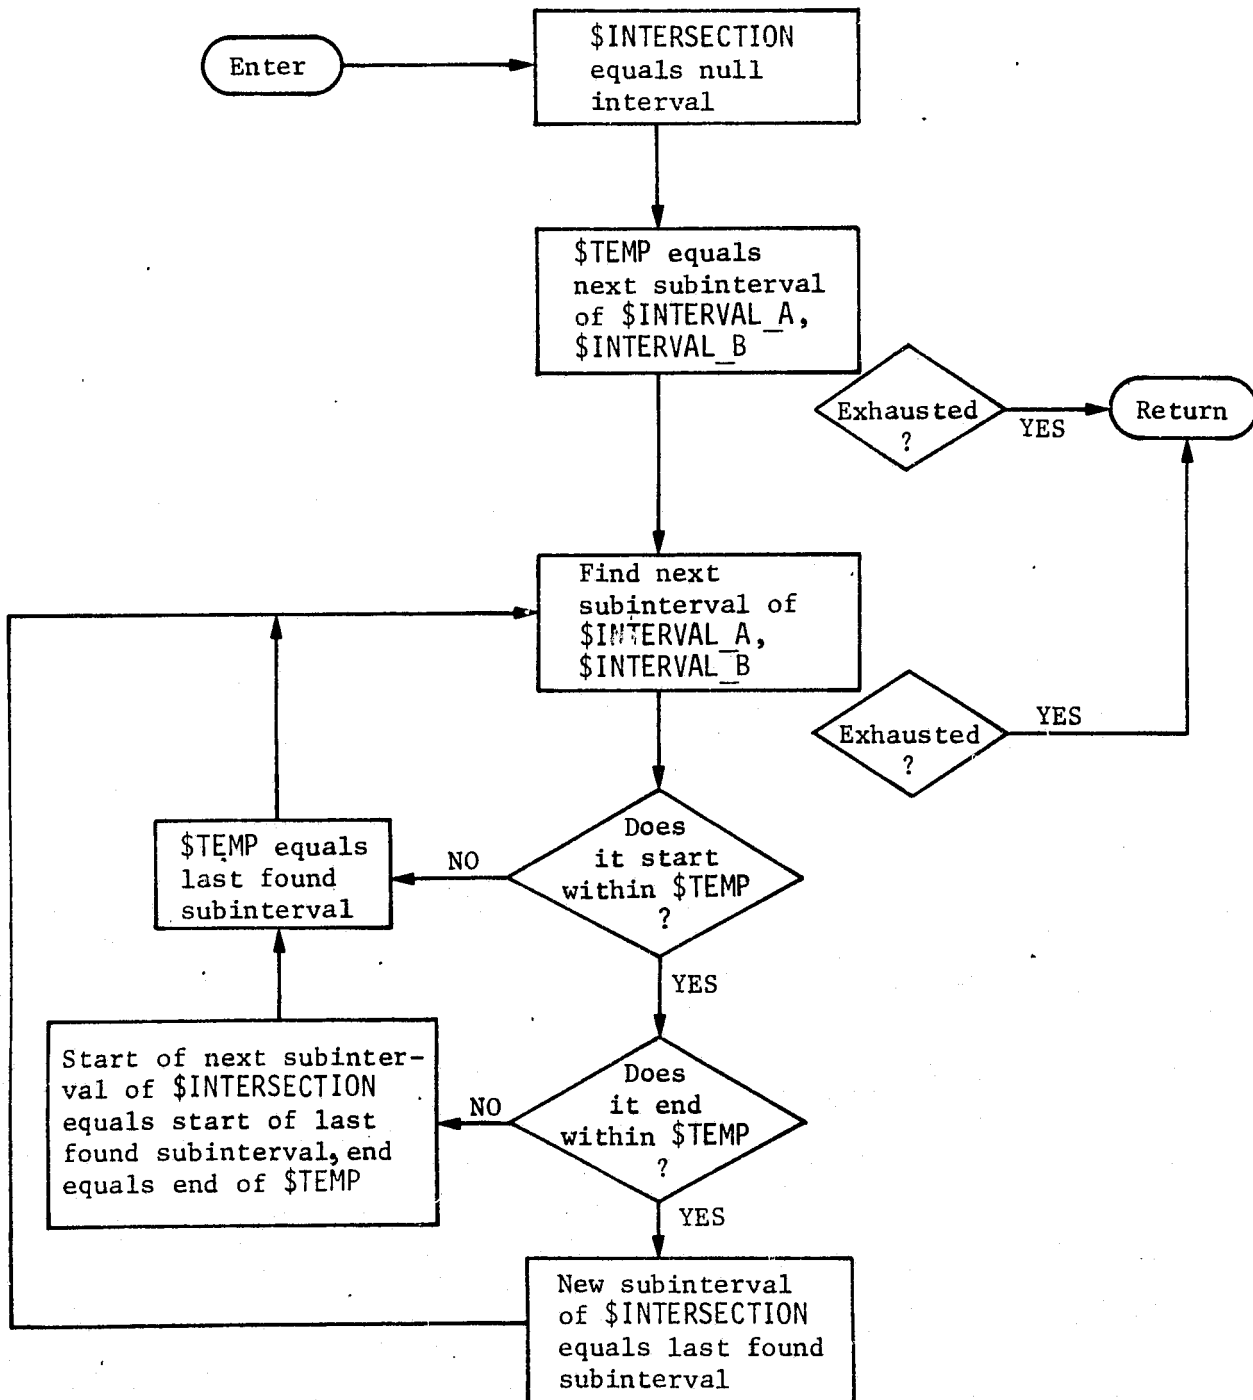 Enter
$INTERSECTION
equals null
interval
$TEMP equals
next subinterval
of $INTERVAL_A,
$INTERVAL_B
Exhausted
?
YES
Return
Find next
subinterval of
$INTERVAL_A,
$INTERVAL_B
Exhausted
?
YES
Does
it start
within $TEMP
?
NO
$TEMP equals
last found
subinterval
YES
Does
it end
within $TEMP
?
NO
Start of next subinter-
val of $INTERSECTION
equals start of last
found subinterval, end
equals end of $TEMP
YES
New subinterval
of $INTERSECTION
equals last found
subinterval